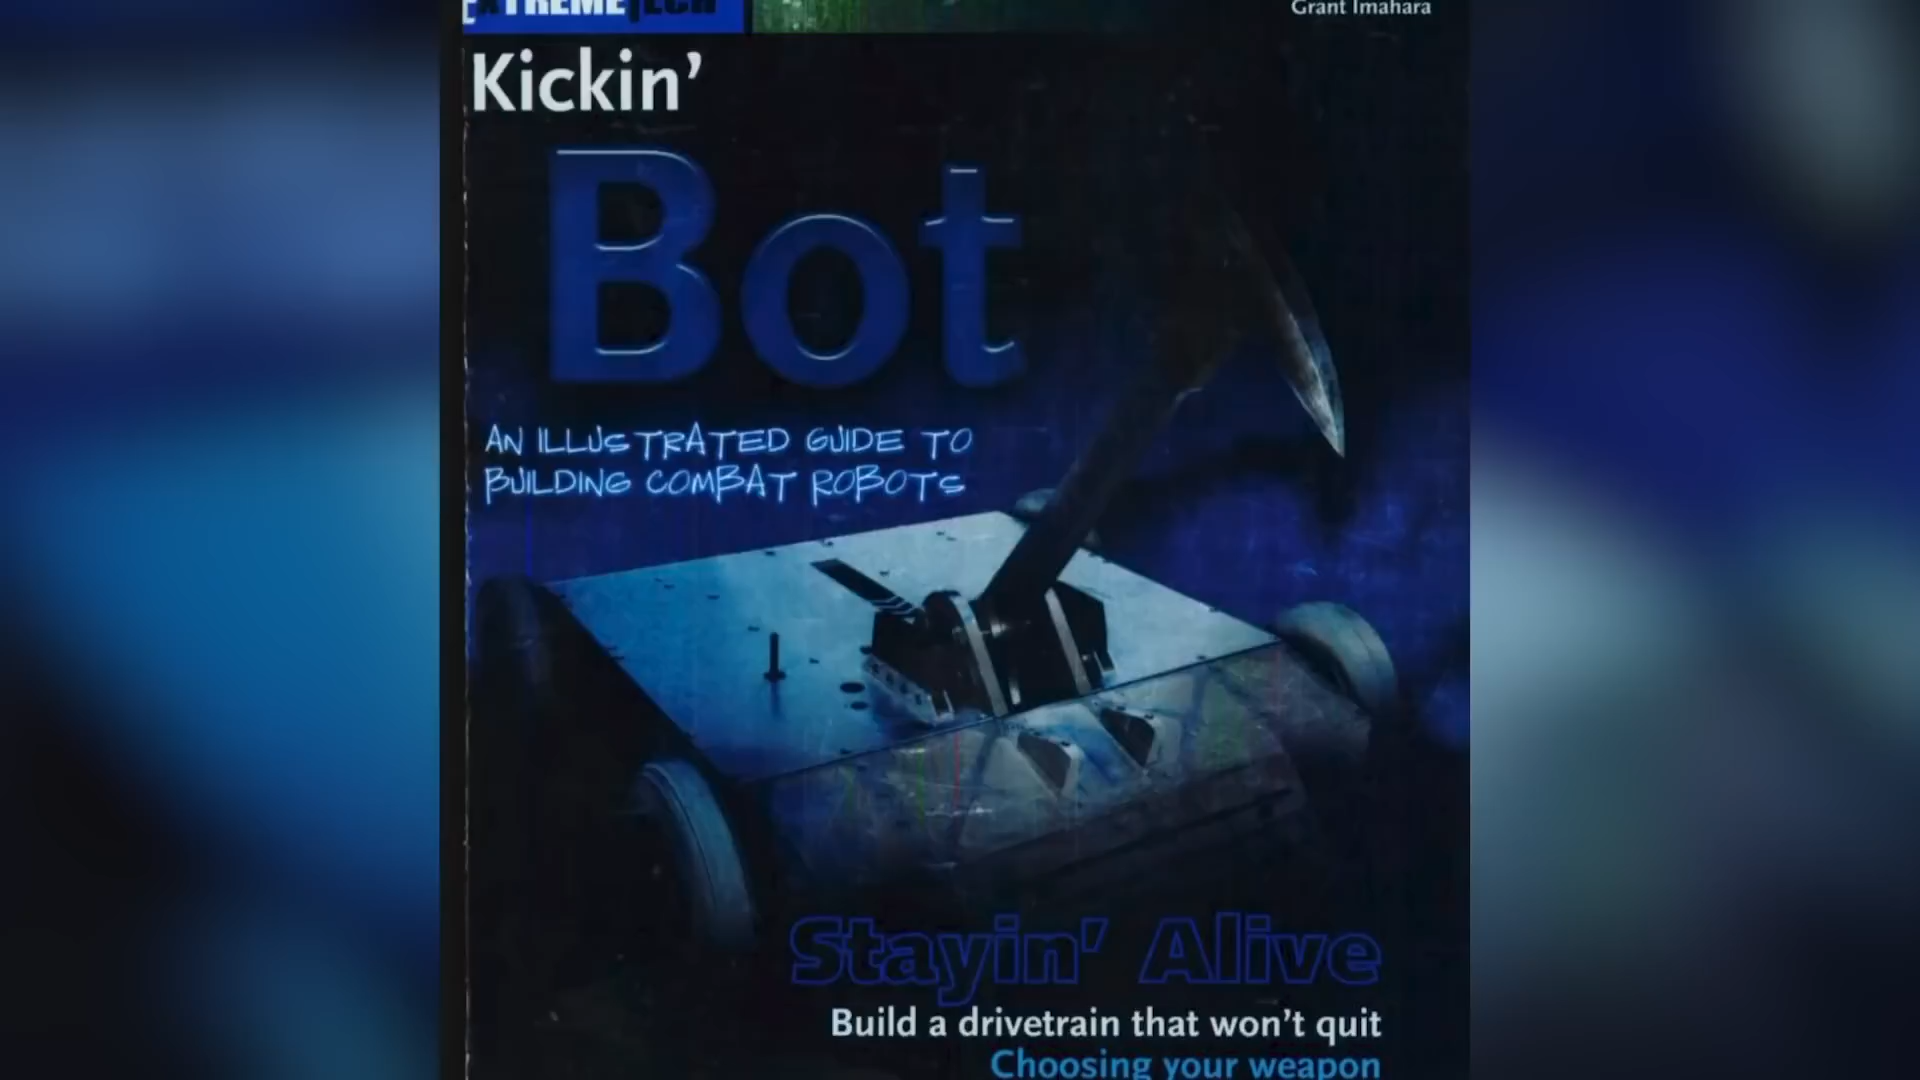 EXTREMETECH
Grant Imahara
Kickin’
Bot
AN ILLUSTRATED GUIDE TO
BUILDING COMBAT ROBOTS
Stayin’ Alive
Build a drivetrain that won’t quit
Choosing your weapon